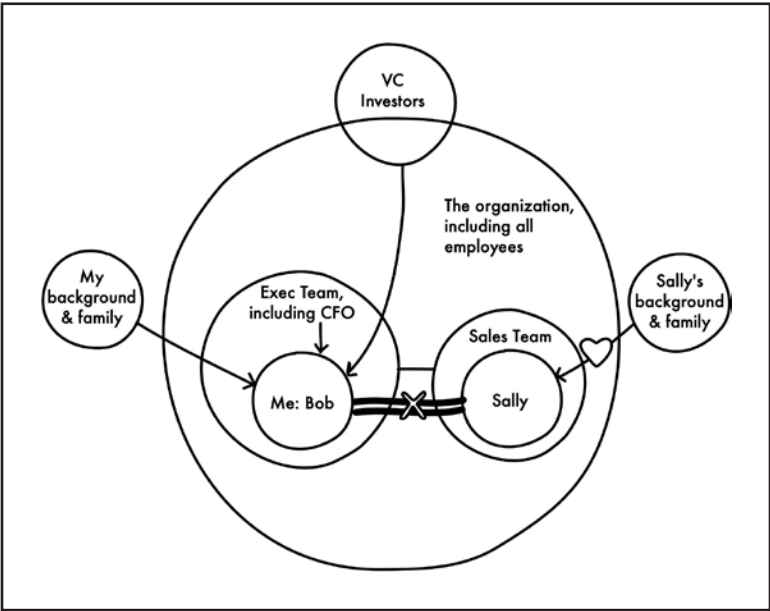 VC
Investors
The organization,
including all
employees
My
background
& family
Sally's
background
& family
Exec Team,
including CFO
Sales Team
Me: Bob
Sally